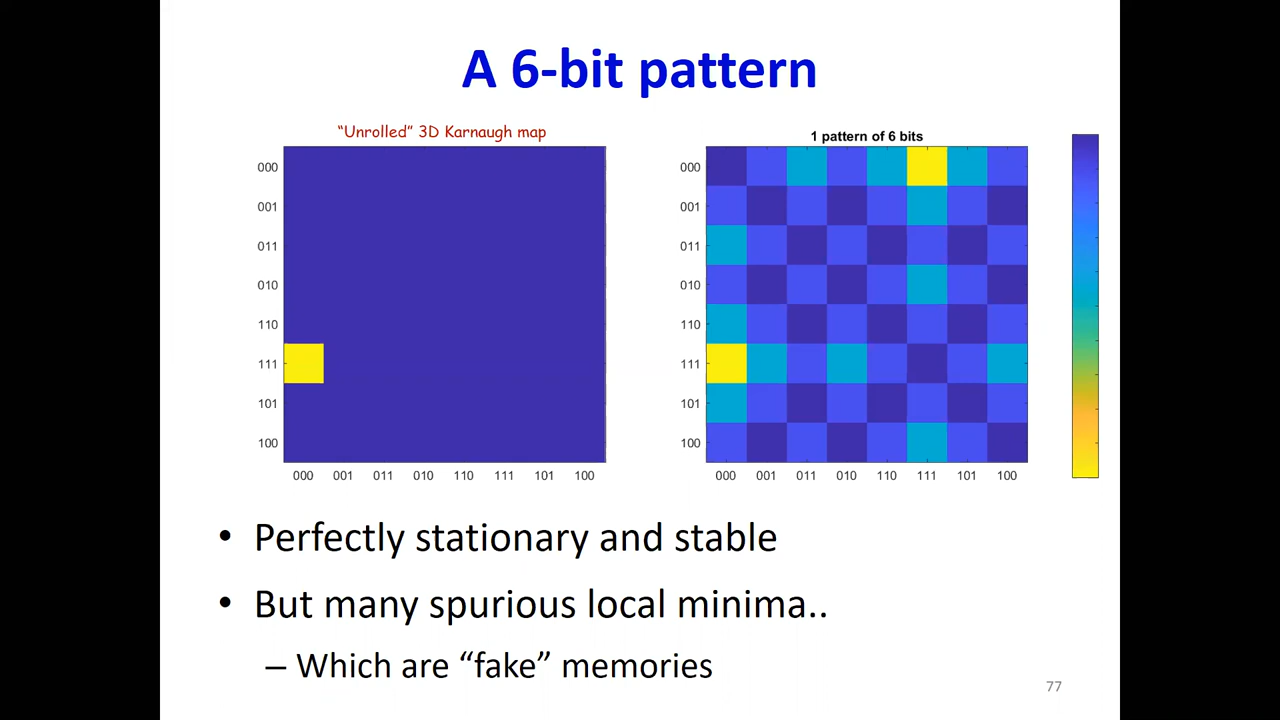 A 6-bit pattern
“Unrolled” 3D Karnaugh map
000
001
011
010
110
111
101
100
000 001 011 010 110 111 101 100
1 pattern of 6 bits
000
001
011
010
110
111
101
100
000 001 011 010 110 111 101 100
• Perfectly stationary and stable
• But many spurious local minima..
– Which are “fake” memories
77